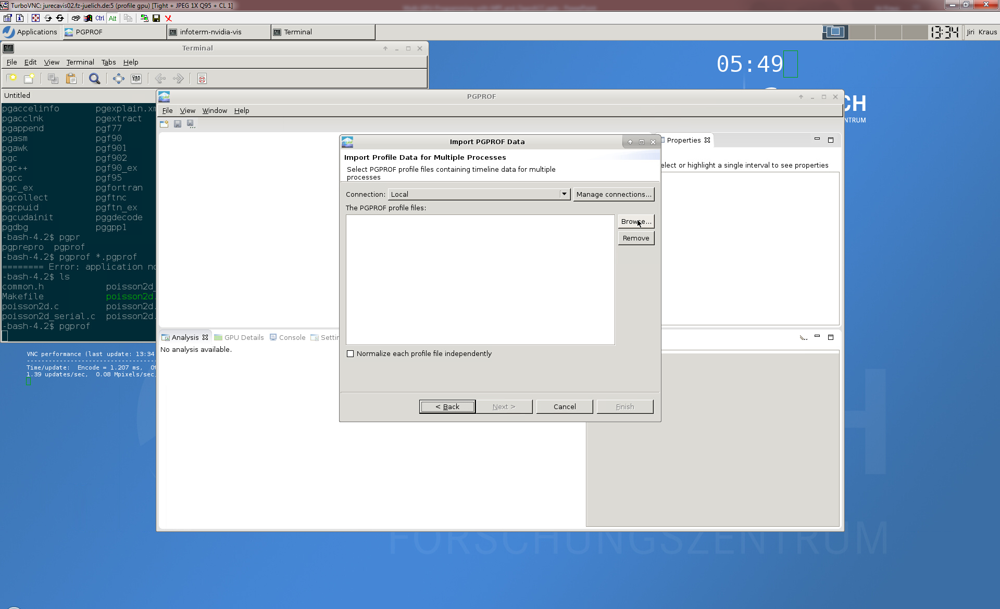 TurboVNC: jurecavis02.fz-juelich.de:5 (profile gpu) [Tight + JPEG 1X Q95 + CL 1]
Ctrl Alt
Applications PGPROF infoterm-nvidia-vis Terminal 13:34 Jiri Kraus
Terminal
File Edit View Terminal Tabs Help
05:49
Untitled
pgaccelinfo pgexplain.xm
pgacclnk pgextract
pgappend pgf77
pgasm pgf90
pgawk pgf901
pgc pgf902
pgc++ pgf90_ex
pgcc pgf95
pgc_ex pgfortran
pgcollect pgftnc
pgcpuid pgftn_ex
pgcudainit pggdecode
pgdbg pggpp1
-bash-4.2$ pgpr
pgprepro pgprof
-bash-4.2$ pgprof *.pgprof
======== Error: application no
-bash-4.2$ ls
common.h poisson2d_
Makefile poisson2d.
poisson2d.c poisson2d.
poisson2d_serial.c poisson2d.
-bash-4.2$ pgprof
VNC performance (last update: 13:34
Time/update: Encode = 1.207 ms, Ot
1.39 updates/sec, 0.08 Mpixels/sec,
PGPROF
File View Window Help
CH
NTRUM
Properties
elect or highlight a single interval to see properties
Analysis GPU Details Console Settin
No analysis available.
Import PGPROF Data
Import Profile Data for Multiple Processes
Select PGPROF profile files containing timeline data for multiple
processes
Connection: Local Manage connections...
The PGPROF profile files:
Browse...
Remove
Normalize each profile file independently
< Back Next > Cancel Finish
H
FORSCHUNGSZENTRUM